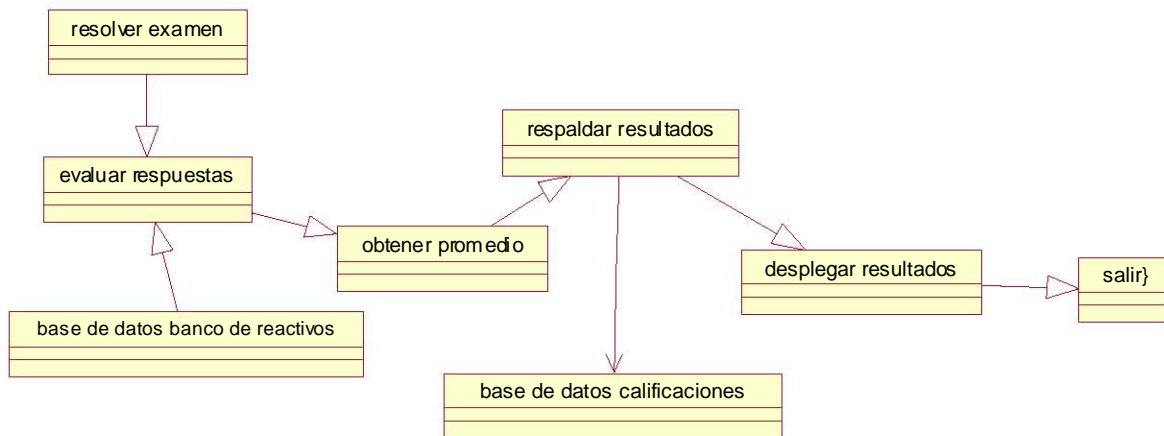 resolver examen
respaldar resultados
evaluar respuestas
obtener promedio
desplegar resultados
salir}
base de datos banco de reactivos
base de datos calificaciones